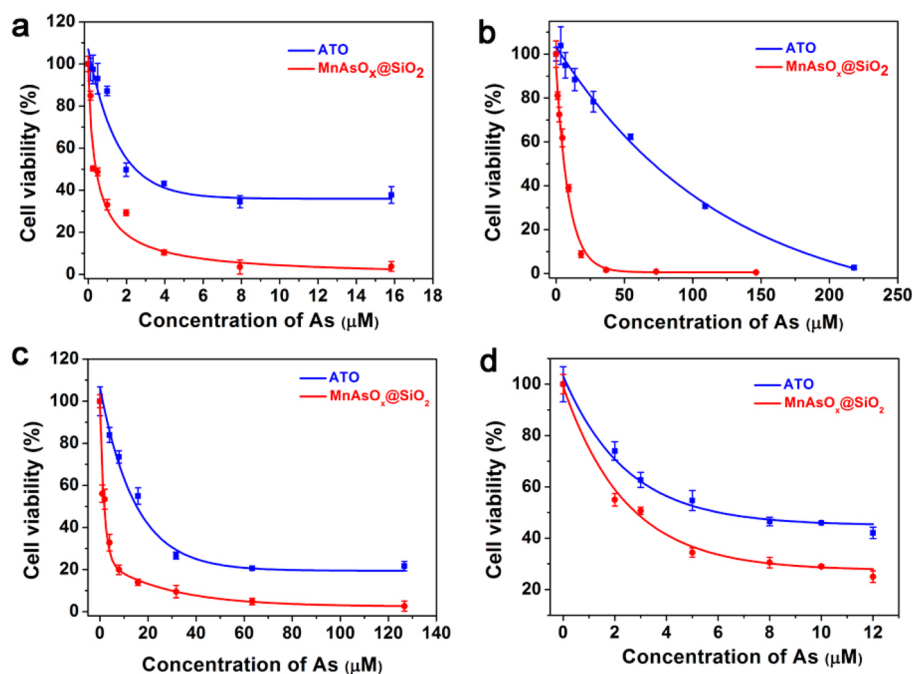 a
120
100
80
60
40
20
0
Cell viability (%)
ATO
MnAsOx@SiO2
0 2 4 6 8 10 12 14 16 18
Concentration of As (μM)
b
120
100
80
60
40
20
0
Cell viability (%)
ATO
MnAsOx@SiO2
0 50 100 150 200 250
Concentration of As (μM)
c
120
100
80
60
40
20
0
Cell viability (%)
ATO
MnAsOx@SiO2
0 20 40 60 80 100 120 140
Concentration of As (μM)
d
100
80
60
40
20
Cell viability (%)
ATO
MnAsOx@SiO2
0 2 4 6 8 10 12
Concentration of As (μM)